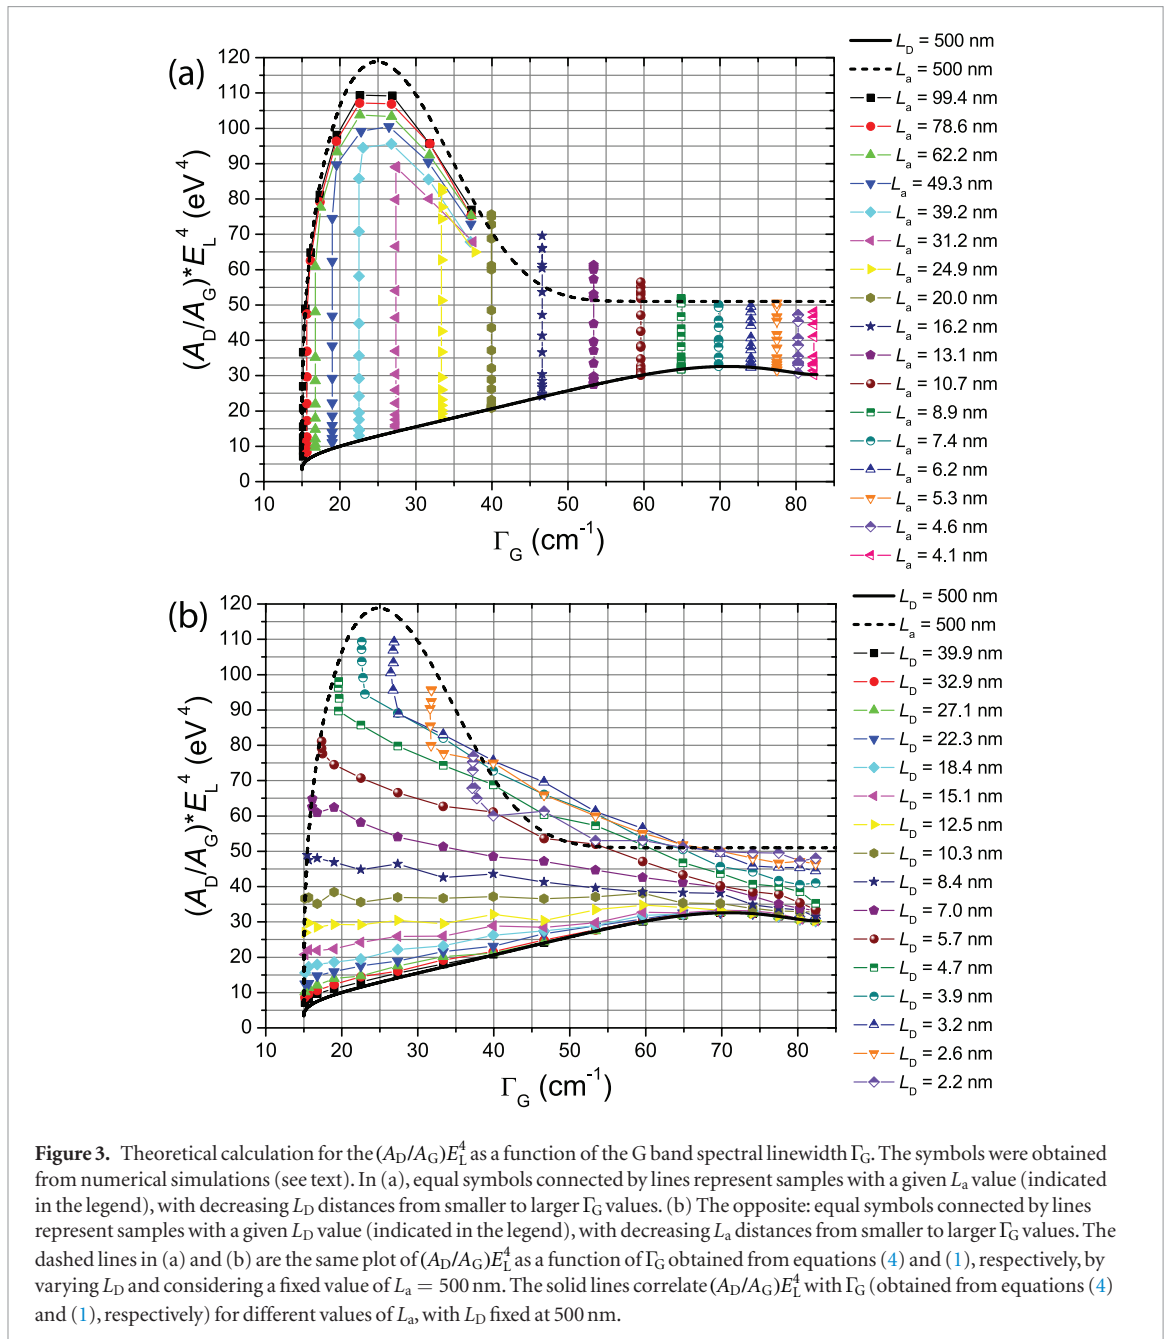 (a)
120
110
100
90
80
70
60
50
40
30
20
10
0
(A_D/A_G)*E_L^4 (eV^4)
10 20 30 40 50 60 70 80
Γ_G (cm^-1)
L_D = 500 nm
L_a = 500 nm
L_a = 99.4 nm
L_a = 78.6 nm
L_a = 62.2 nm
L_a = 49.3 nm
L_a = 39.2 nm
L_a = 31.2 nm
L_a = 24.9 nm
L_a = 20.0 nm
L_a = 16.2 nm
L_a = 13.1 nm
L_a = 10.7 nm
L_a = 8.9 nm
L_a = 7.4 nm
L_a = 6.2 nm
L_a = 5.3 nm
L_a = 4.6 nm
L_a = 4.1 nm
(b)
120
110
100
90
80
70
60
50
40
30
20
10
0
(A_D/A_G)*E_L^4 (eV^4)
10 20 30 40 50 60 70 80
Γ_G (cm^-1)
L_D = 500 nm
L_a = 500 nm
L_D = 39.9 nm
L_D = 32.9 nm
L_D = 27.1 nm
L_D = 22.3 nm
L_D = 18.4 nm
L_D = 15.1 nm
L_D = 12.5 nm
L_D = 10.3 nm
L_D = 8.4 nm
L_D = 7.0 nm
L_D = 5.7 nm
L_D = 4.7 nm
L_D = 3.9 nm
L_D = 3.2 nm
L_D = 2.6 nm
L_D = 2.2 nm
Figure 3. Theoretical calculation for the (A_D/A_G)E_L^4 as a function of the G band spectral linewidth Γ_G. The symbols were obtained
from numerical simulations (see text). In (a), equal symbols connected by lines represent samples with a given L_a value (indicated
in the legend), with decreasing L_D distances from smaller to larger Γ_G values. (b) The opposite: equal symbols connected by lines
represent samples with a given L_D value (indicated in the legend), with decreasing L_a distances from smaller to larger Γ_G values. The
dashed lines in (a) and (b) are the same plot of (A_D/A_G)E_L^4 as a function of Γ_G obtained from equations (4) and (1), respectively, by
varying L_D and considering a fixed value of L_a = 500 nm. The solid lines correlate (A_D/A_G)E_L^4 with Γ_G (obtained from equations (4)
and (1), respectively) for different values of L_a, with L_D fixed at 500 nm.